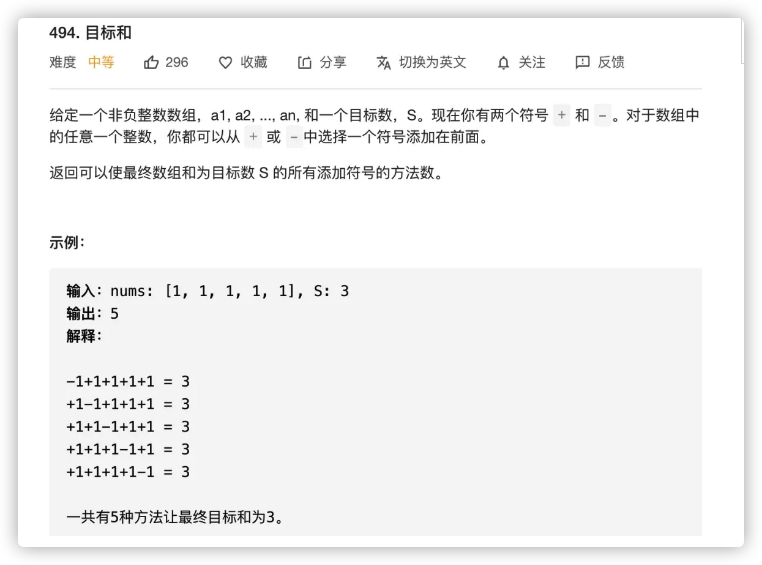 494. 目标和
难度 中等 296 收藏 分享 切换为英文 关注 反馈
给定一个非负整数数组，a1, a2, ..., an, 和一个目标数，S。现在你有两个符号 + 和 -。对于数组中
的任意一个整数，你都可以从 + 或 -中选择一个符号添加在前面。
返回可以使最终数组和为目标数 S 的所有添加符号的方法数。
示例：
输入：nums: [1, 1, 1, 1, 1], S: 3
输出：5
解释：
-1+1+1+1+1 = 3
+1-1+1+1+1 = 3
+1+1-1+1+1 = 3
+1+1+1-1+1 = 3
+1+1+1+1-1 = 3
一共有5种方法让最终目标和为3。